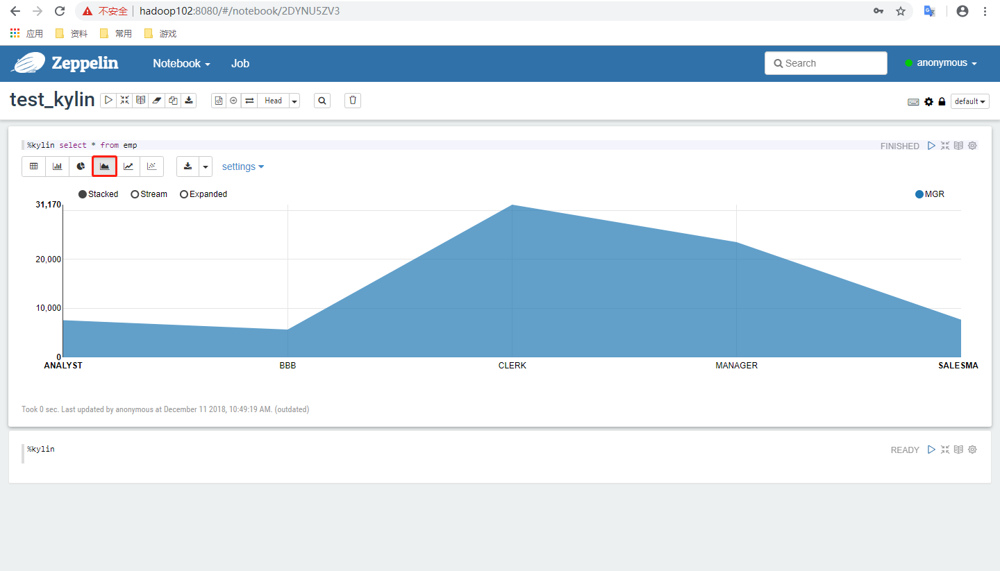 不安全 hadoop102:8080/#/notebook/2DYNU5ZV3
应用 资料 常用 游戏
Zeppelin Notebook Job Search anonymous
test_kylin Head default
%kylin select * from emp FINISHED
settings
Stacked Stream Expanded MGR
31,170
20,000
10,000
0
ANALYST BBB CLERK MANAGER SALESMA
Took 0 sec. Last updated by anonymous at December 11 2018, 10:49:19 AM. (outdated)
%kylin READY